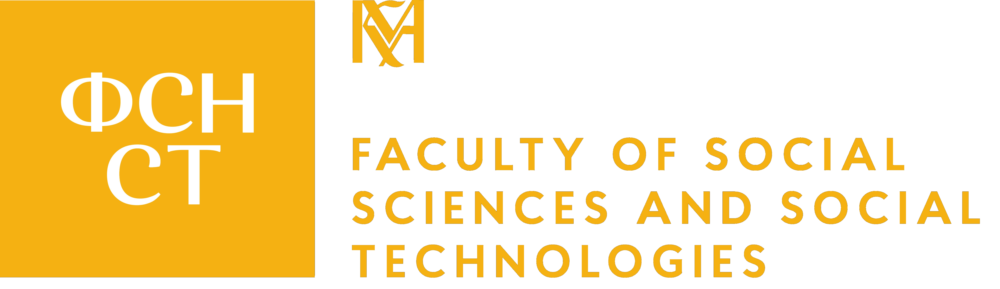 ФСН
СТ
FACULTY OF SOCIAL
SCIENCES AND SOCIAL
TECHNOLOGIES